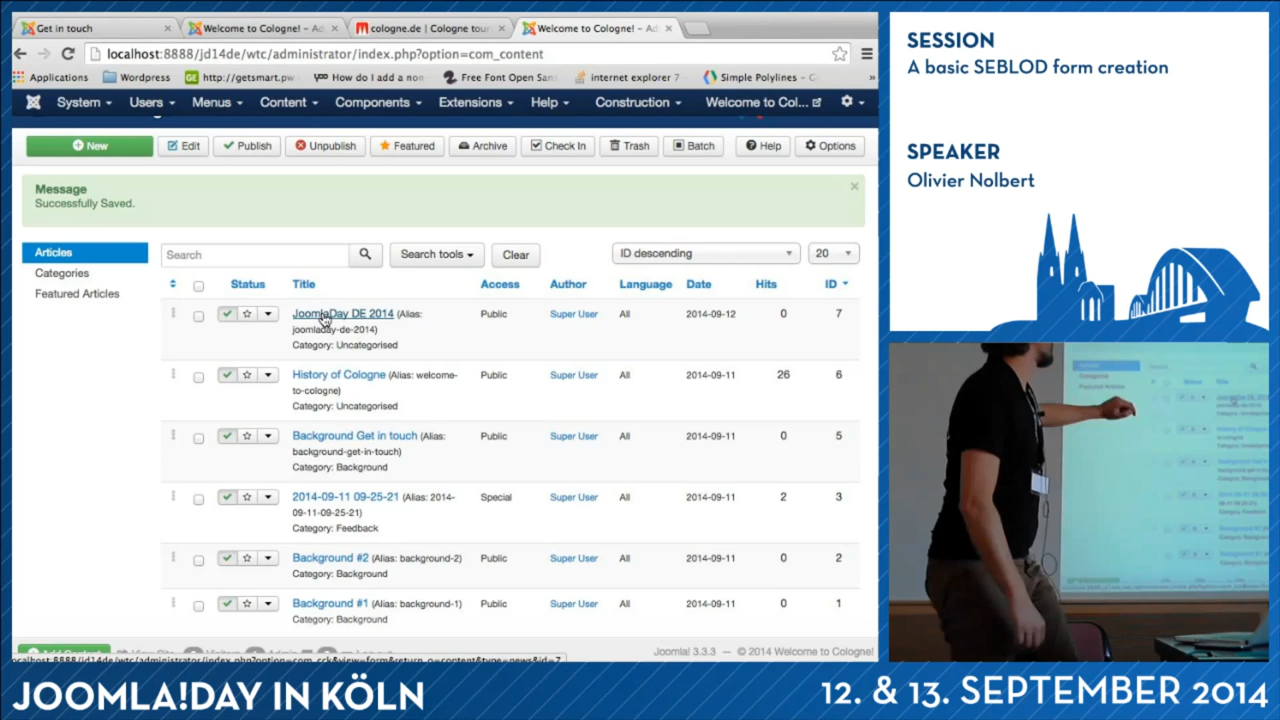 Get in touch
Welcome to Cologne! – Ad
cologne.de | Cologne tour
Welcome to Cologne! – Ad
localhost:8888/jd14de/wtc/administrator/index.php?option=com_content
Applications
Wordpress
http://getsmart.pw
How do I add a non
Free Font Open San
internet explorer 7
Simple Polylines – G
System
Users
Menus
Content
Components
Extensions
Help
Construction
Welcome to Col...
New
Edit
Publish
Unpublish
Featured
Archive
Check In
Trash
Batch
Help
Options
Message
Successfully Saved.
Articles
Categories
Featured Articles
Search
Search tools
Clear
ID descending
20
Status Title Access Author Language Date Hits ID
JoomlaDay DE 2014 (Alias: Public Super User All 2014-09-12 0 7
joomladay-de-2014)
Category: Uncategorised
History of Cologne (Alias: welcome- Public Super User All 2014-09-11 26 6
to-cologne)
Category: Uncategorised
Background Get in touch (Alias: Public Super User All 2014-09-11 0 5
background-get-in-touch)
Category: Background
2014-09-11 09-25-21 (Alias: 2014- Special Super User All 2014-09-11 2 3
09-11-09-25-21)
Category: Feedback
Background #2 (Alias: background-2) Public Super User All 2014-09-11 0 2
Category: Background
Background #1 (Alias: background-1) Public Super User All 2014-09-11 0 1
Category: Background
Joomla! 3.3.3 — © 2014 Welcome to Cologne!
SESSION
A basic SEBLOD form creation
SPEAKER
Olivier Nolbert
JOOMLA!DAY IN KÖLN
12. & 13. SEPTEMBER 2014